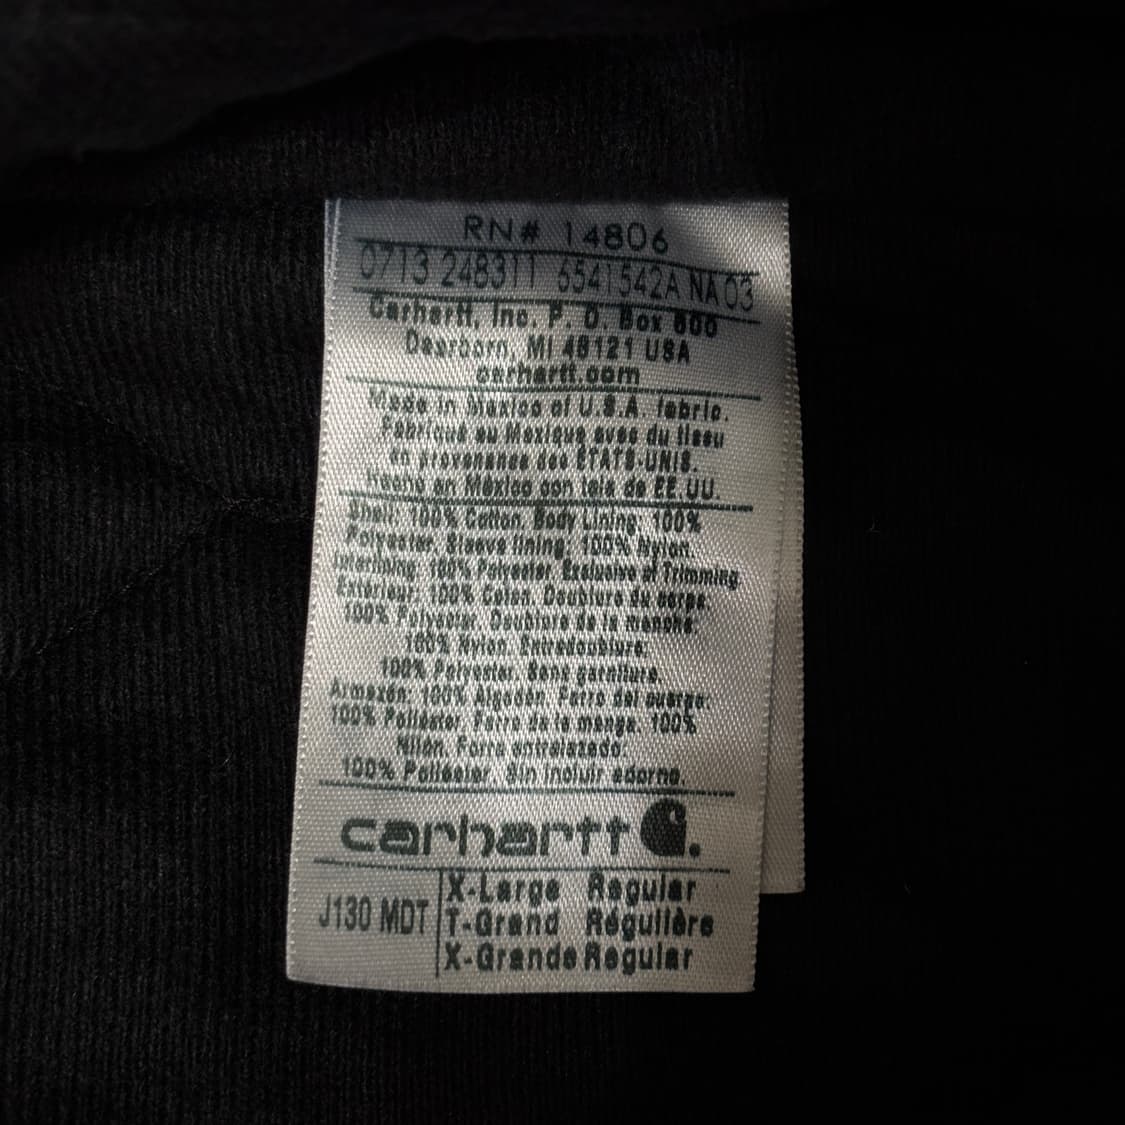 RN# 14806
0713 248311 6541542A NA 03
Carhartt, Inc. P. O. Box 600
Dearborn, MI 48121 USA
carhartt.com
Made in Mexico of U.S.A. fabric.
Fabriqué au Mexique avec du tissu
en provenance des ÉTATS-UNIS.
Hecho en México con tela de EE.UU.
Shell: 100% Cotton. Body Lining: 100%
Polyester. Sleeve lining: 100% Nylon.
Interlining 100% Polyester. Exclusive of Trimming
Extérieur: 100% Coton. Doublure du corps:
100% Polyester. Doublure de la manche:
100% Nylon. Entredoublure:
100% Polyester. Sans garniture.
Armazón: 100% Algodón. Forro del cuerpo:
100% Poliéster. Forro de la manga: 100%
Nilón. Forro entrelazado:
100% Poliéster. Sin incluir adorno.
carhartt
J130 MDT
X-Large Regular
T-Grand Régulière
X-Grande Regular